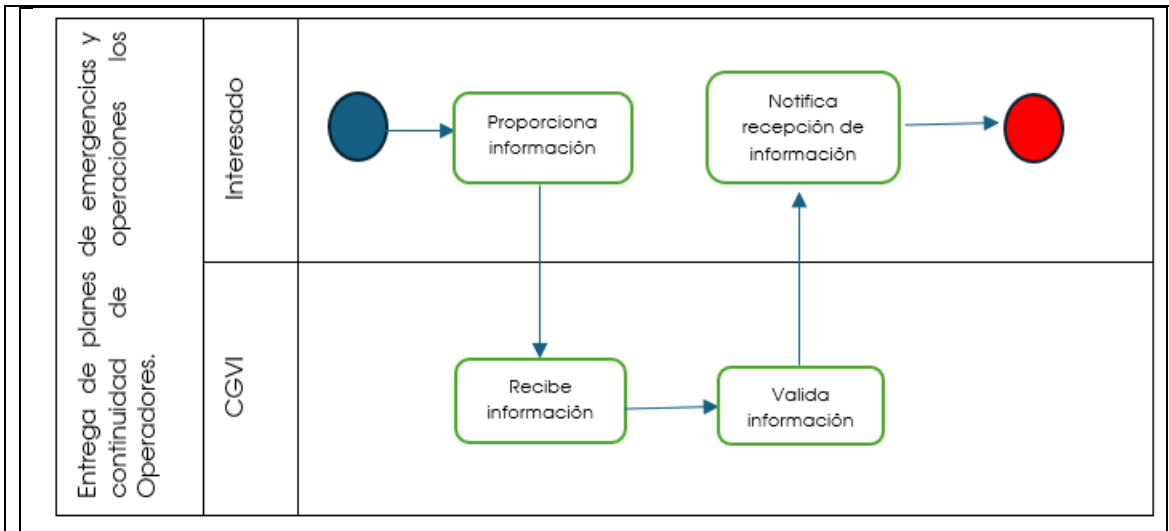 Entrega de planes de emergencias y
continuidad de operaciones los
Operadores.
Interesado
CGVI
Proporciona
información
Notifica
recepción de
información
Recibe
información
Valida
información